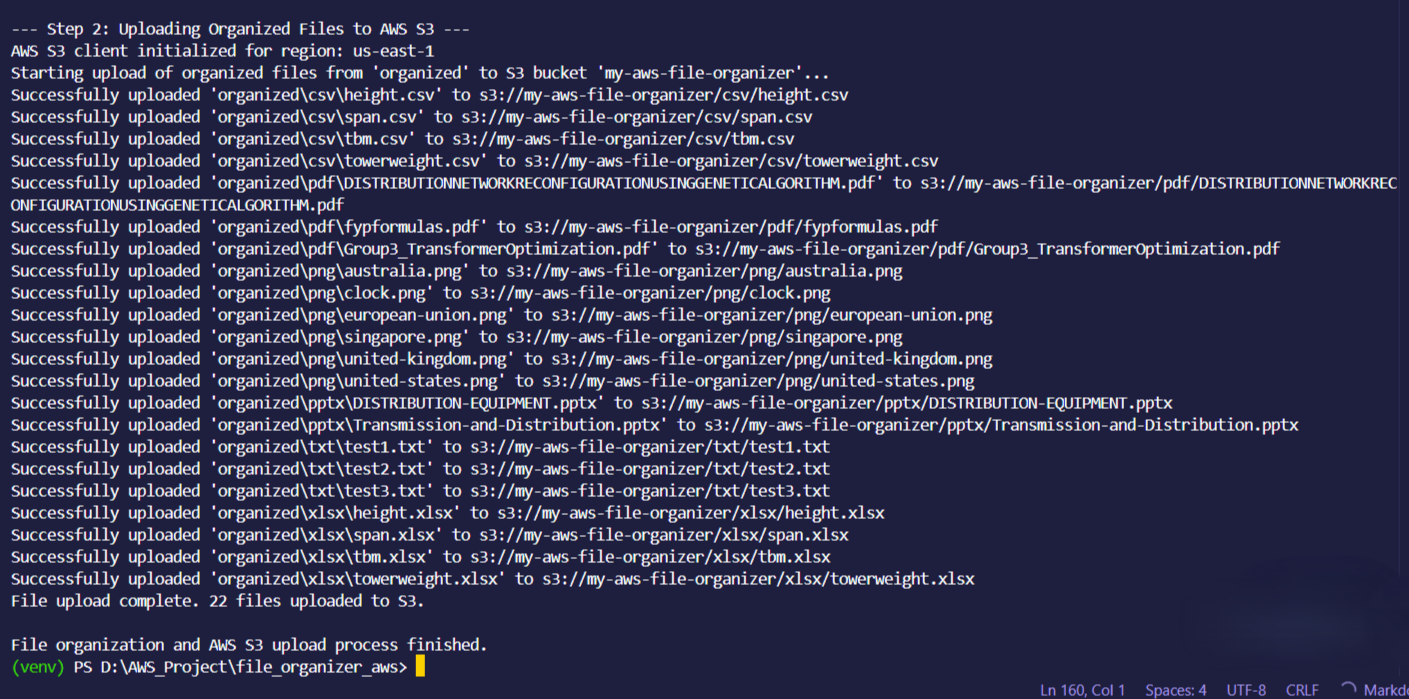 --- Step 2: Uploading Organized Files to AWS S3 ---
AWS S3 client initialized for region: us-east-1
Starting upload of organized files from 'organized' to S3 bucket 'my-aws-file-organizer'...
Successfully uploaded 'organized\csv\height.csv' to s3://my-aws-file-organizer/csv/height.csv
Successfully uploaded 'organized\csv\span.csv' to s3://my-aws-file-organizer/csv/span.csv
Successfully uploaded 'organized\csv\tbm.csv' to s3://my-aws-file-organizer/csv/tbm.csv
Successfully uploaded 'organized\csv\towerweight.csv' to s3://my-aws-file-organizer/csv/towerweight.csv
Successfully uploaded 'organized\pdf\DISTRIBUTIONNETWORKRECONFIGURATIONUSINGGENETICALGORITHM.pdf' to s3://my-aws-file-organizer/pdf/DISTRIBUTIONNETWORKREC
ONFIGURATIONUSINGGENETICALGORITHM.pdf
Successfully uploaded 'organized\pdf\fypformulas.pdf' to s3://my-aws-file-organizer/pdf/fypformulas.pdf
Successfully uploaded 'organized\pdf\Group3_TransformerOptimization.pdf' to s3://my-aws-file-organizer/pdf/Group3_TransformerOptimization.pdf
Successfully uploaded 'organized\png\australia.png' to s3://my-aws-file-organizer/png/australia.png
Successfully uploaded 'organized\png\clock.png' to s3://my-aws-file-organizer/png/clock.png
Successfully uploaded 'organized\png\european-union.png' to s3://my-aws-file-organizer/png/european-union.png
Successfully uploaded 'organized\png\singapore.png' to s3://my-aws-file-organizer/png/singapore.png
Successfully uploaded 'organized\png\united-kingdom.png' to s3://my-aws-file-organizer/png/united-kingdom.png
Successfully uploaded 'organized\png\united-states.png' to s3://my-aws-file-organizer/png/united-states.png
Successfully uploaded 'organized\pptx\DISTRIBUTION-EQUIPMENT.pptx' to s3://my-aws-file-organizer/pptx/DISTRIBUTION-EQUIPMENT.pptx
Successfully uploaded 'organized\pptx\Transmission-and-Distribution.pptx' to s3://my-aws-file-organizer/pptx/Transmission-and-Distribution.pptx
Successfully uploaded 'organized\txt\test1.txt' to s3://my-aws-file-organizer/txt/test1.txt
Successfully uploaded 'organized\txt\test2.txt' to s3://my-aws-file-organizer/txt/test2.txt
Successfully uploaded 'organized\txt\test3.txt' to s3://my-aws-file-organizer/txt/test3.txt
Successfully uploaded 'organized\xlsx\height.xlsx' to s3://my-aws-file-organizer/xlsx/height.xlsx
Successfully uploaded 'organized\xlsx\span.xlsx' to s3://my-aws-file-organizer/xlsx/span.xlsx
Successfully uploaded 'organized\xlsx\tbm.xlsx' to s3://my-aws-file-organizer/xlsx/tbm.xlsx
Successfully uploaded 'organized\xlsx\towerweight.xlsx' to s3://my-aws-file-organizer/xlsx/towerweight.xlsx
File upload complete. 22 files uploaded to S3.
File organization and AWS S3 upload process finished.
(venv) PS D:\AWS_Project\file_organizer_aws>
Ln 160, Col 1 Spaces: 4 UTF-8 CRLF Markd